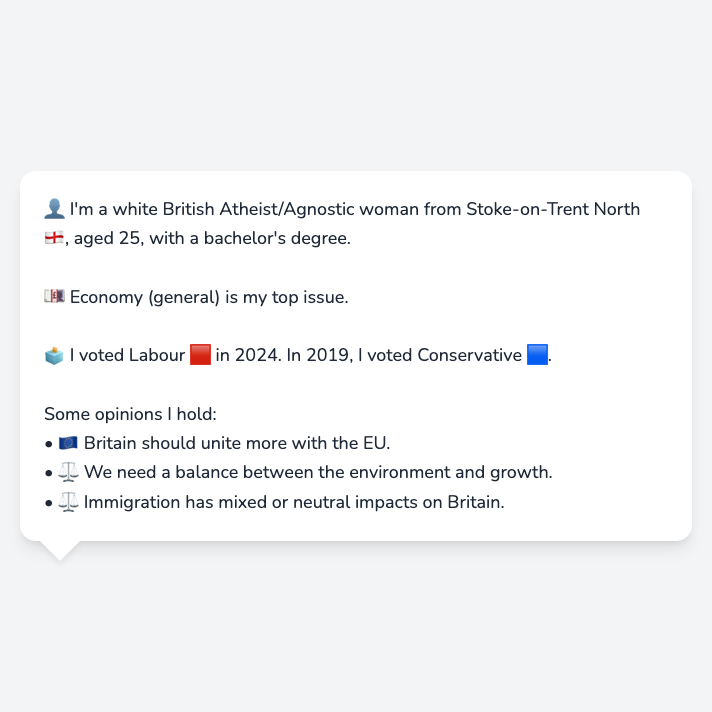 👤 I'm a white British Atheist/Agnostic woman from Stoke-on-Trent North
🏴󠁧󠁢󠁥󠁮󠁧󠁿, aged 25, with a bachelor's degree.
💷 Economy (general) is my top issue.
🗳️ I voted Labour 🟥 in 2024. In 2019, I voted Conservative 🟦.
Some opinions I hold:
• 🇪🇺 Britain should unite more with the EU.
• ⚖️ We need a balance between the environment and growth.
• ⚖️ Immigration has mixed or neutral impacts on Britain.